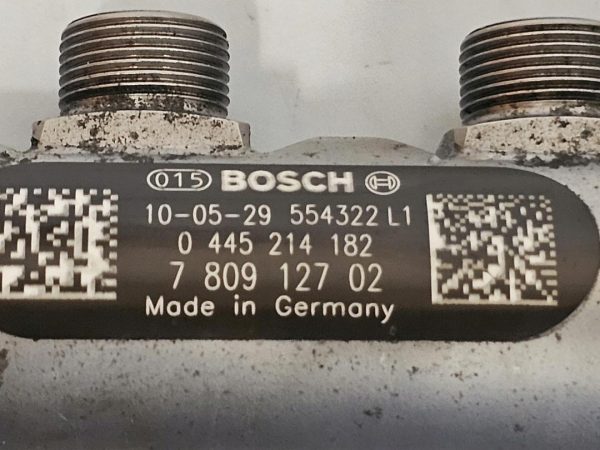 015 BOSCH
10-05-29 554322 L1
0 445 214 182
7 809 127 02
Made in Germany